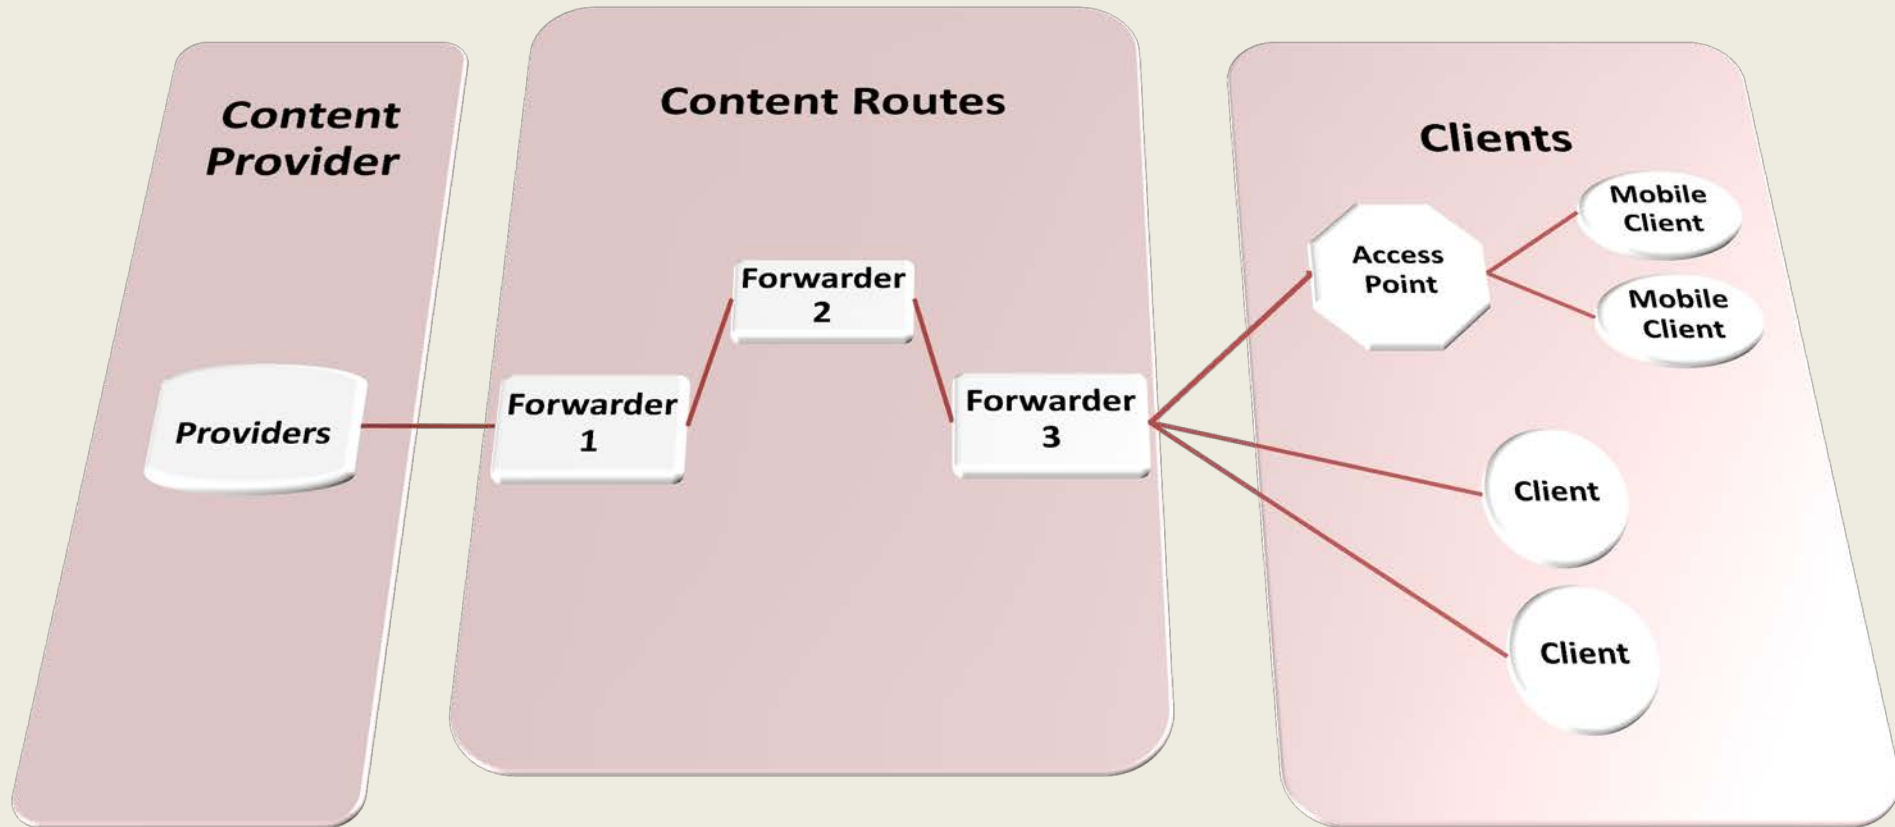 Content
Provider
Providers
Content Routes
Forwarder
1
Forwarder
2
Forwarder
3
Clients
Access
Point
Mobile
Client
Mobile
Client
Client
Client